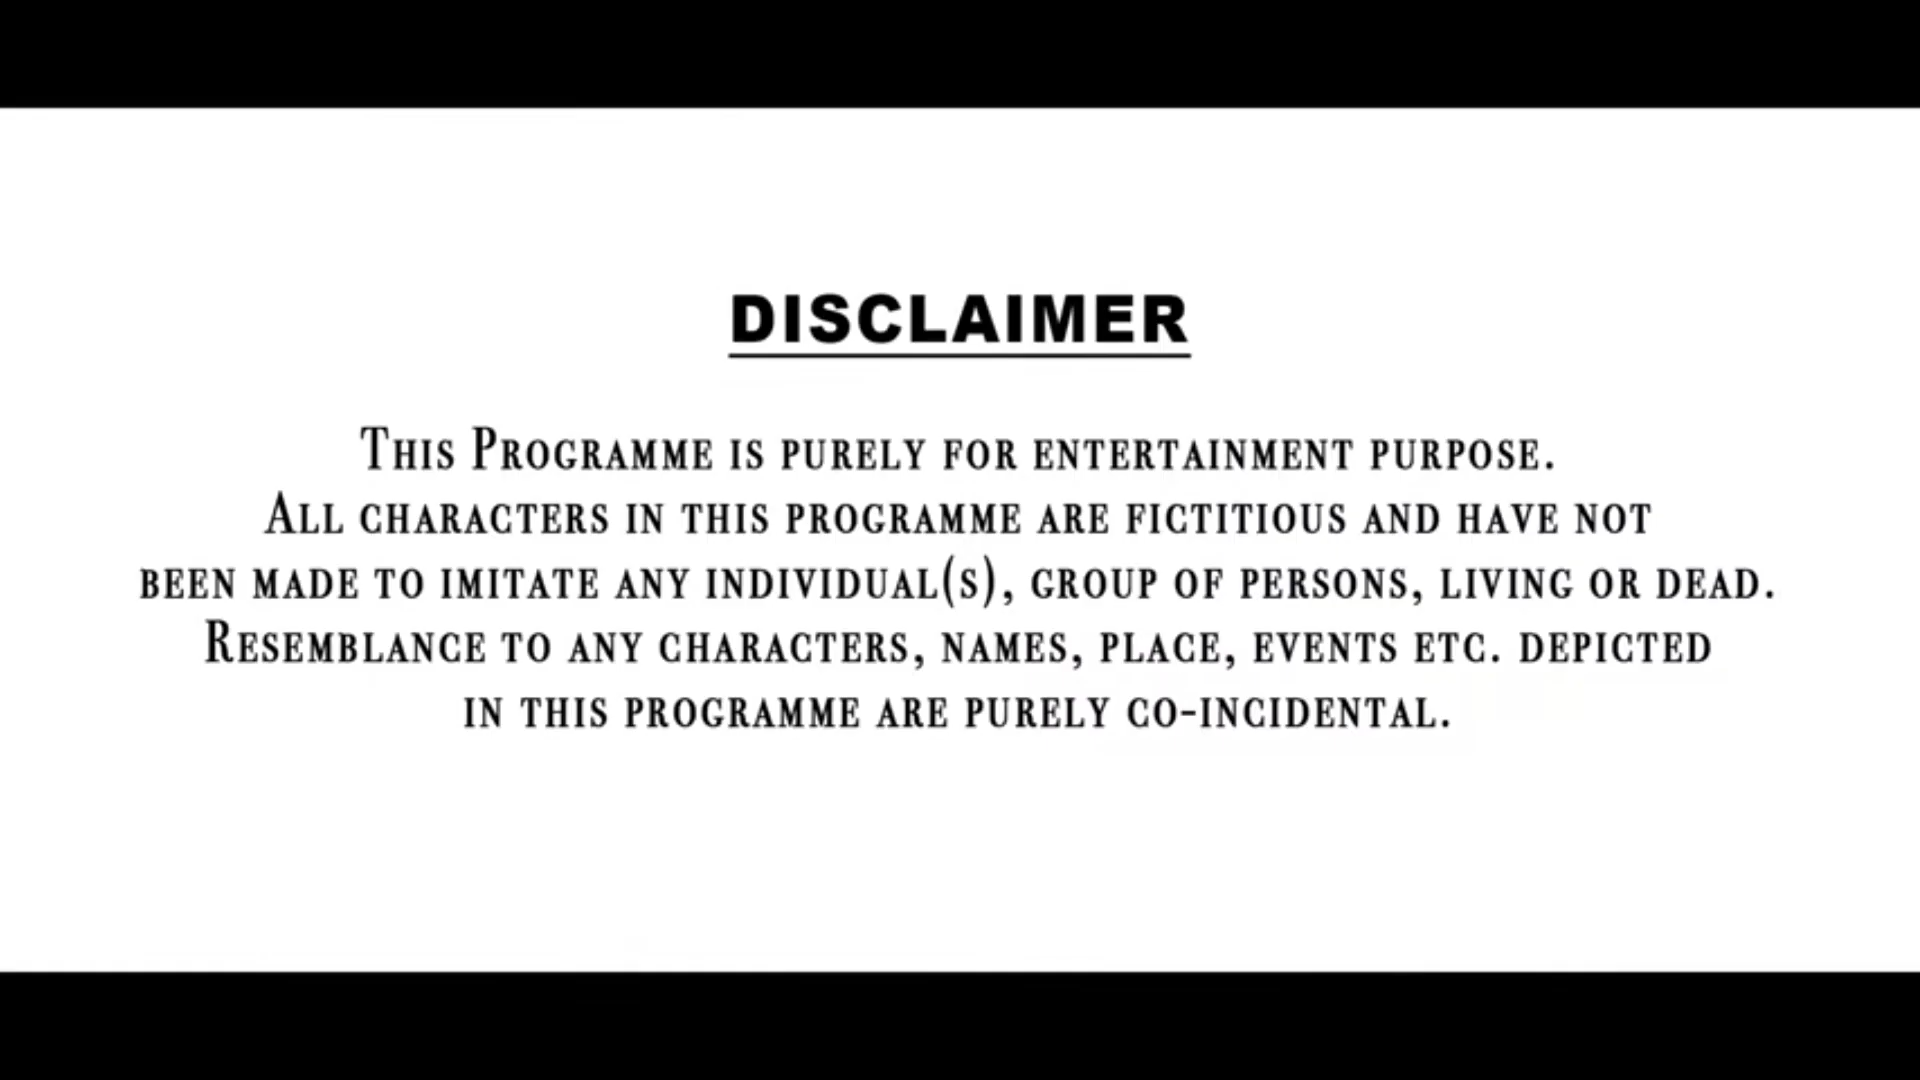 DISCLAIMER
This Programme is purely for entertainment purpose.
All characters in this programme are fictitious and have not
been made to imitate any individual(s), group of persons, living or dead.
Resemblance to any characters, names, place, events etc. depicted
in this programme are purely co-incidental.